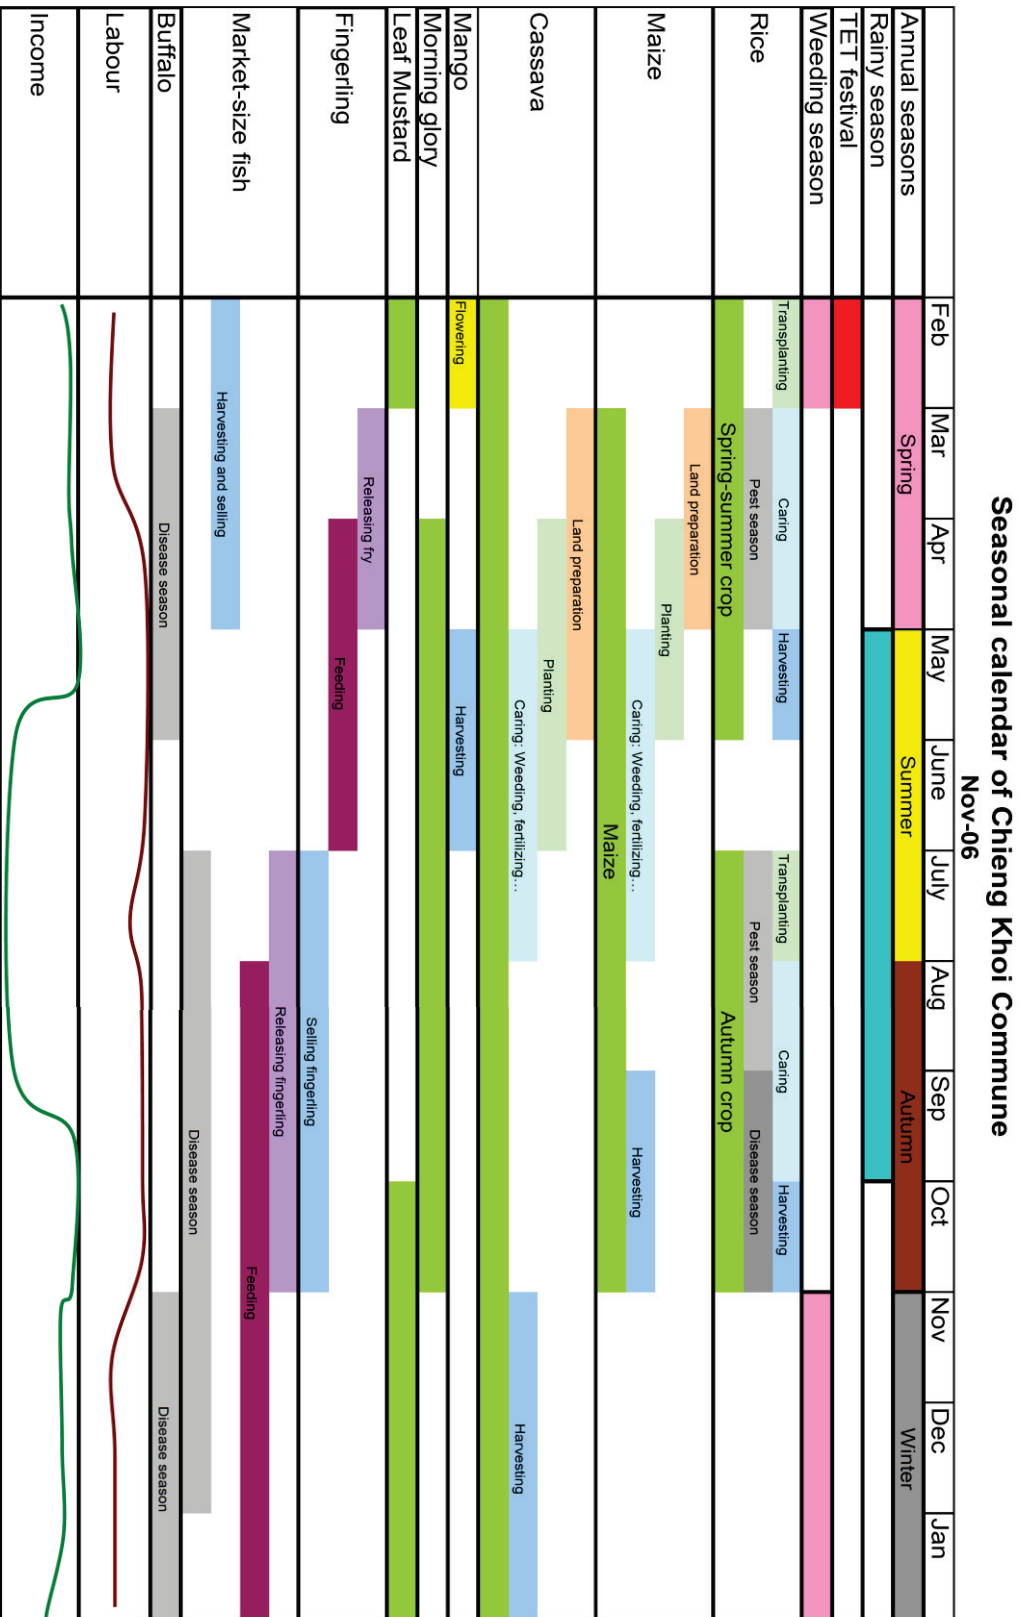 Seasonal calendar of Chieng Khoi Commune
Nov-06
Feb Mar Apr May June July Aug Sep Oct Nov Dec Jan
Annual seasons Spring Summer Autumn Winter
Rainy season
TET festival
Weeding season
Rice
Transplanting Caring Harvesting Transplanting Caring Harvesting
Pest season Pest season Disease season
Spring-summer crop Autumn crop
Maize
Land preparation
Planting
Caring: Weeding, fertilizing... Harvesting
Maize
Cassava
Land preparation
Planting
Caring: Weeding, fertilizing... Harvesting
Mango Flowering Harvesting
Morning glory
Leaf Mustard
Fingerling
Releasing fry
Feeding
Selling fingerling
Market-size fish
Releasing fingerling
Feeding
Harvesting and selling
Disease season
Buffalo Disease season Disease season
Labour
Income